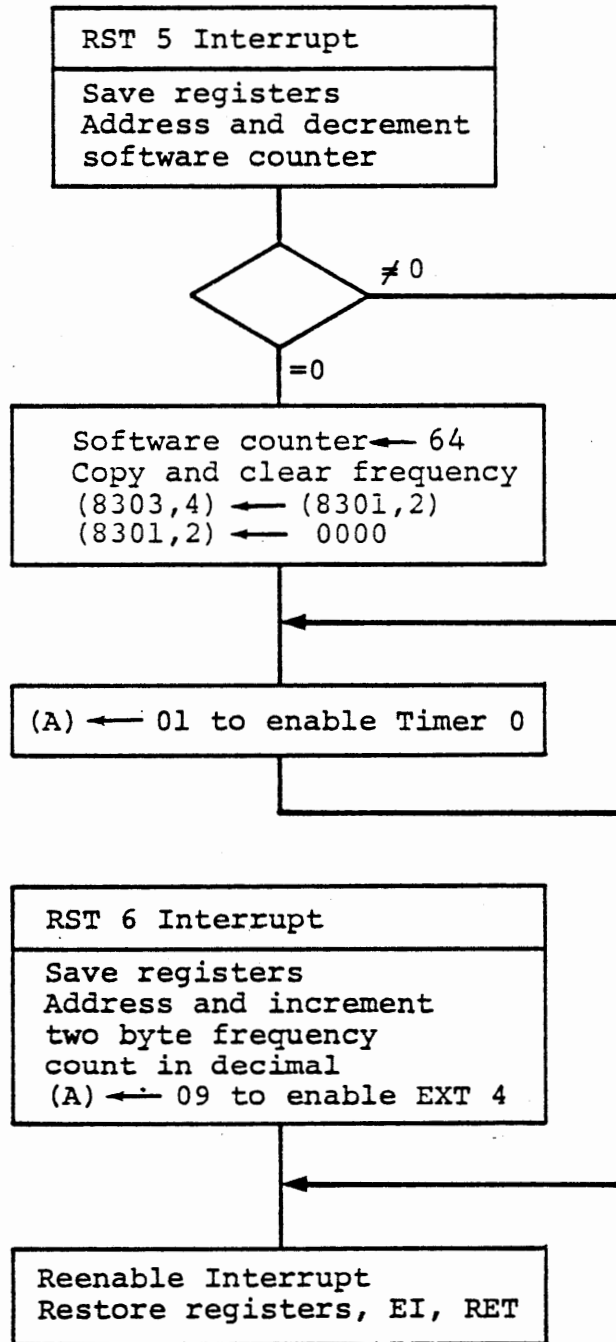 RST 5 Interrupt
Save registers
Address and decrement
software counter
≠ 0
=0
Software counter ← 64
Copy and clear frequency
(8303,4) ← (8301,2)
(8301,2) ← 0000
(A) ← 01 to enable Timer 0
RST 6 Interrupt
Save registers
Address and increment
two byte frequency
count in decimal
(A) ← 09 to enable EXT 4
Reenable Interrupt
Restore registers, EI, RET